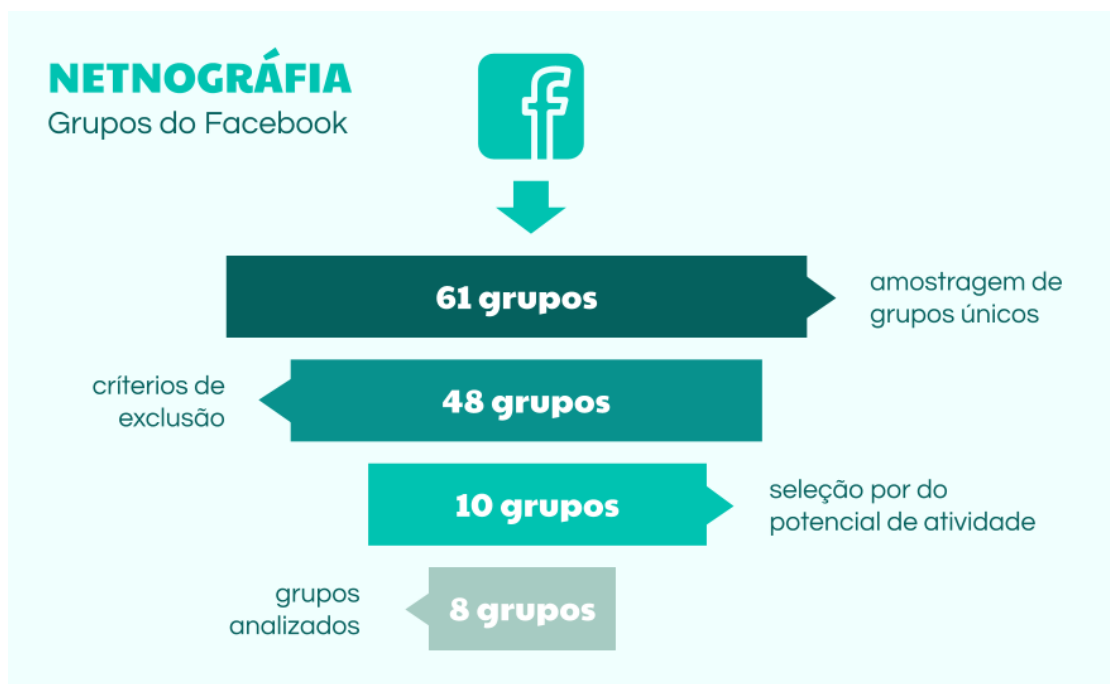 NETNOGRÁFIA
Grupos do Facebook
61 grupos
amostragem de
grupos únicos
críterios de
exclusão
48 grupos
10 grupos
seleção por do
potencial de atividade
grupos
analizados
8 grupos